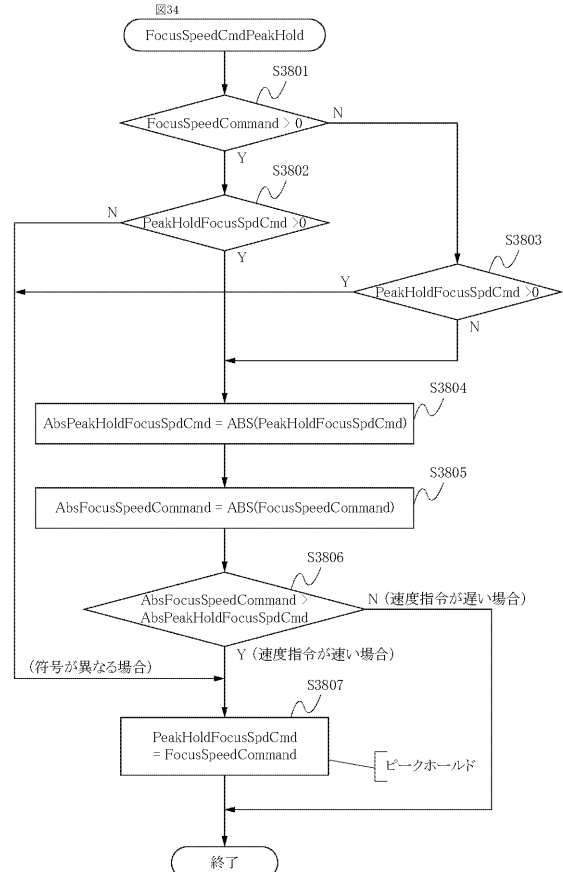 図34
FocusSpeedCmdPeakHold
S3801
FocusSpeedCommand > 0
N
Y
S3802
N
PeakHoldFocusSpdCmd >0
Y
S3803
Y
PeakHoldFocusSpdCmd >0
N
S3804
AbsPeakHoldFocusSpdCmd = ABS(PeakHoldFocusSpdCmd)
S3805
AbsFocusSpeedCommand = ABS(FocusSpeedCommand)
S3806
AbsFocusSpeedCommand >
AbsPeakHoldFocusSpdCmd
N (速度指令が遅い場合)
Y (速度指令が速い場合)
(符号が異なる場合)
S3807
PeakHoldFocusSpdCmd
= FocusSpeedCommand
ピークホールド
終了